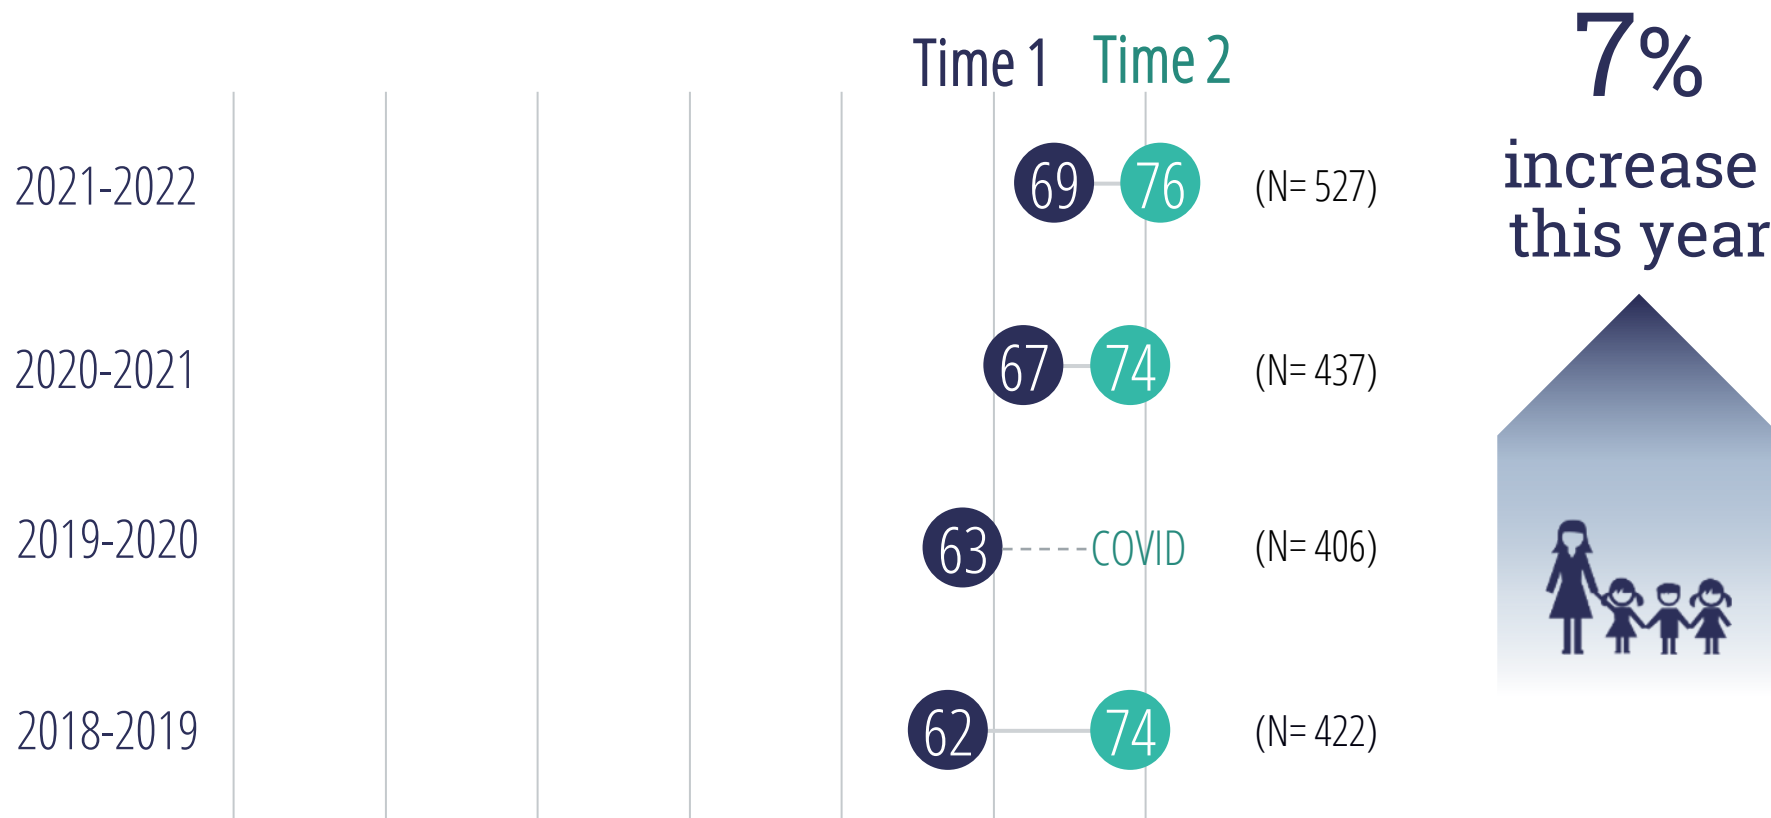 Time 1 Time 2
2021-2022 69 76 (N= 527)
2020-2021 67 74 (N= 437)
2019-2020 63 COVID (N= 406)
2018-2019 62 74 (N= 422)
7%
increase
this year